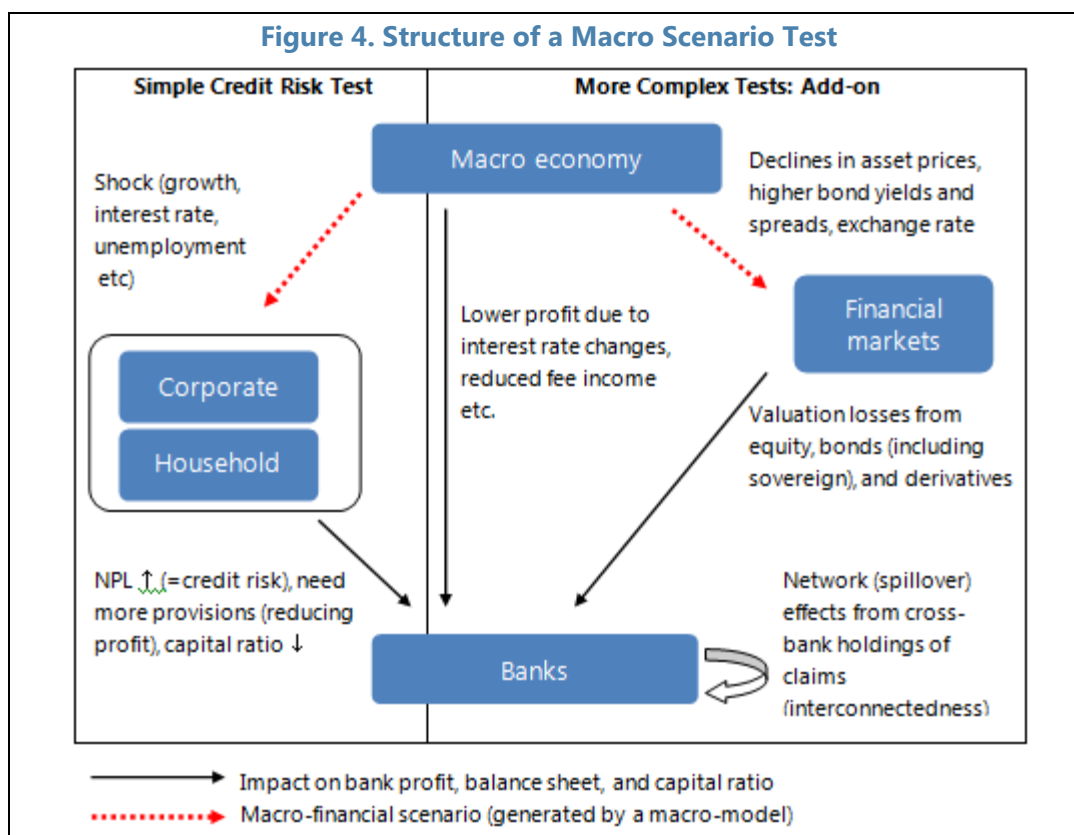 Figure 4. Structure of a Macro Scenario Test
Simple Credit Risk Test
More Complex Tests: Add-on
Macro economy
Shock (growth,
interest rate,
unemployment
etc)
Declines in asset prices,
higher bond yields and
spreads, exchange rate
Lower profit due to
interest rate changes,
reduced fee income
etc.
Financial
markets
Corporate
Household
Valuation losses from
equity, bonds (including
sovereign), and derivatives
NPL ↑ (=credit risk), need
more provisions (reducing
profit), capital ratio ↓
Network (spillover)
effects from cross-
bank holdings of
claims
(interconnectedness)
Banks
Impact on bank profit, balance sheet, and capital ratio
Macro-financial scenario (generated by a macro-model)